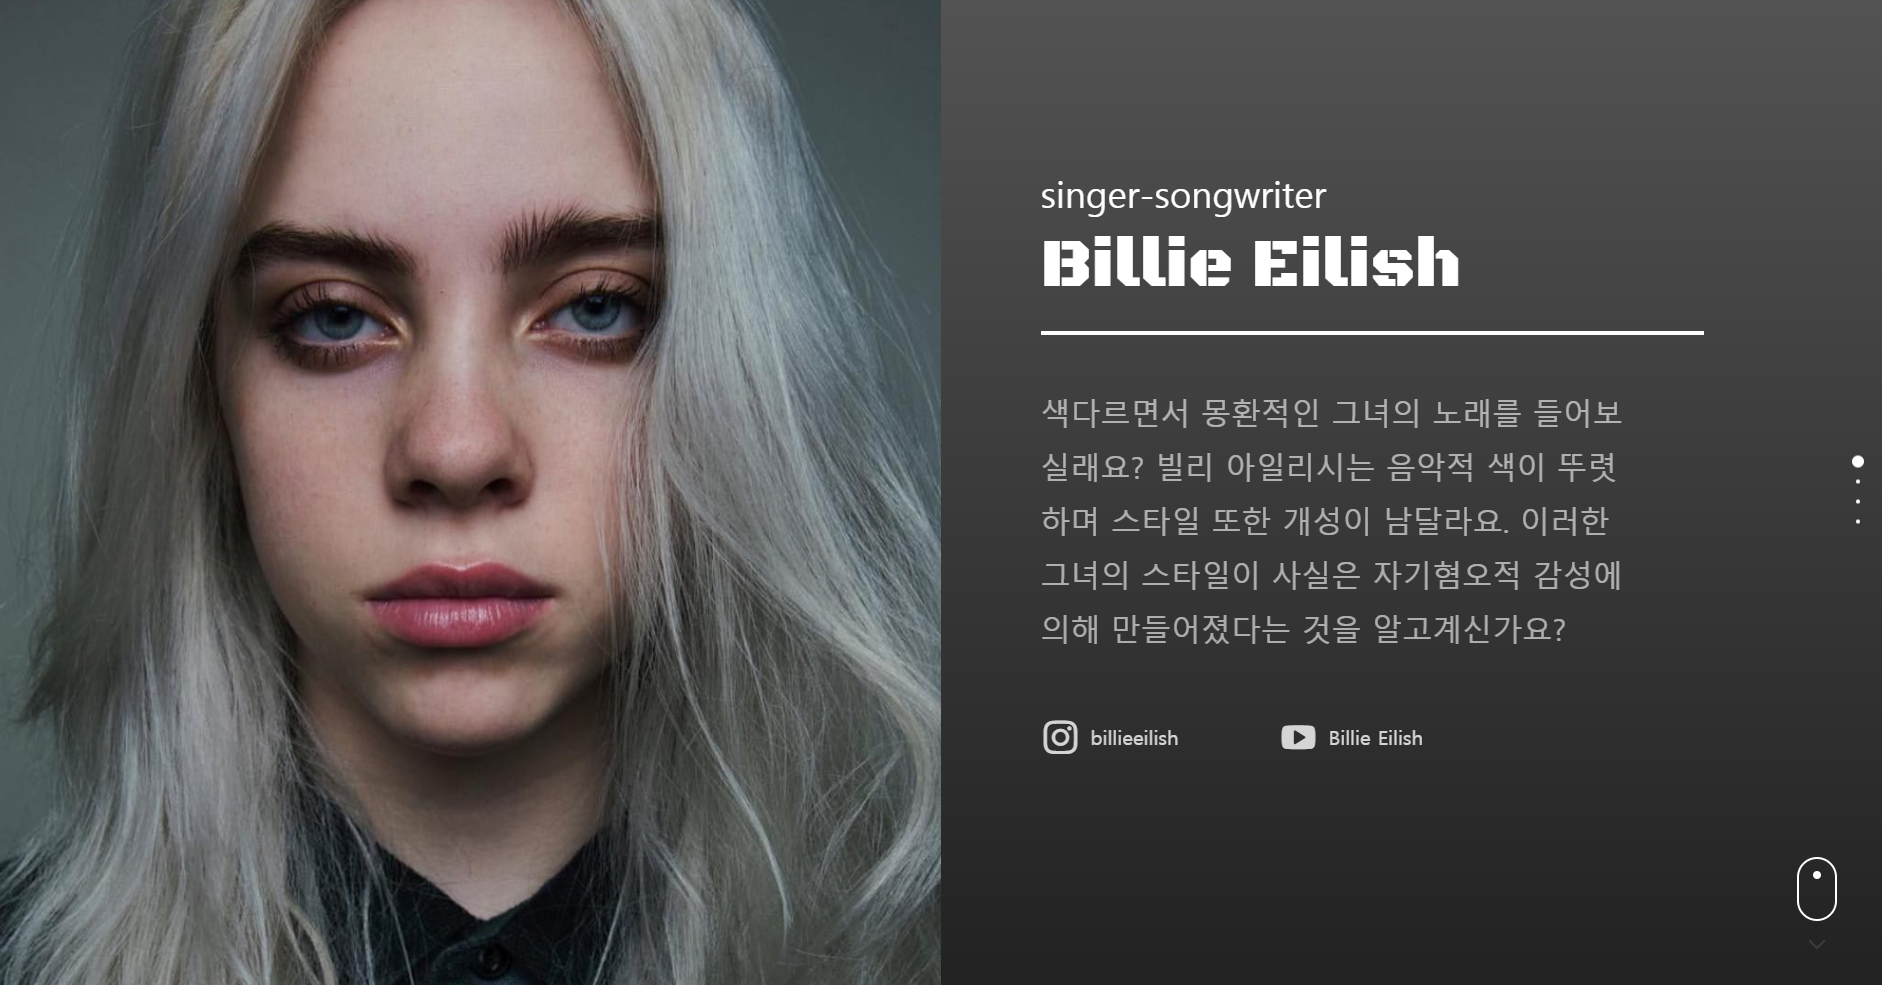 singer-songwriter
Billie Eilish
색다르면서 몽환적인 그녀의 노래를 들어보
실래요? 빌리 아일리시는 음악적 색이 뚜렷
하며 스타일 또한 개성이 남달라요. 이러한
그녀의 스타일이 사실은 자기혐오적 감성에
의해 만들어졌다는 것을 알고계신가요?
billieeilish
Billie Eilish